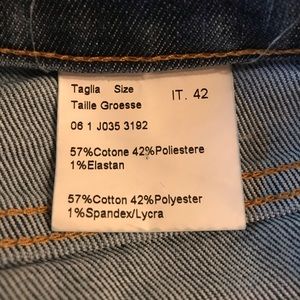 Taglia Size
Taille Groesse IT. 42
06 1 J035 3192
57%Cotone 42%Poliestere
1%Elastan
57%Cotton 42%Polyester
1%Spandex/Lycra